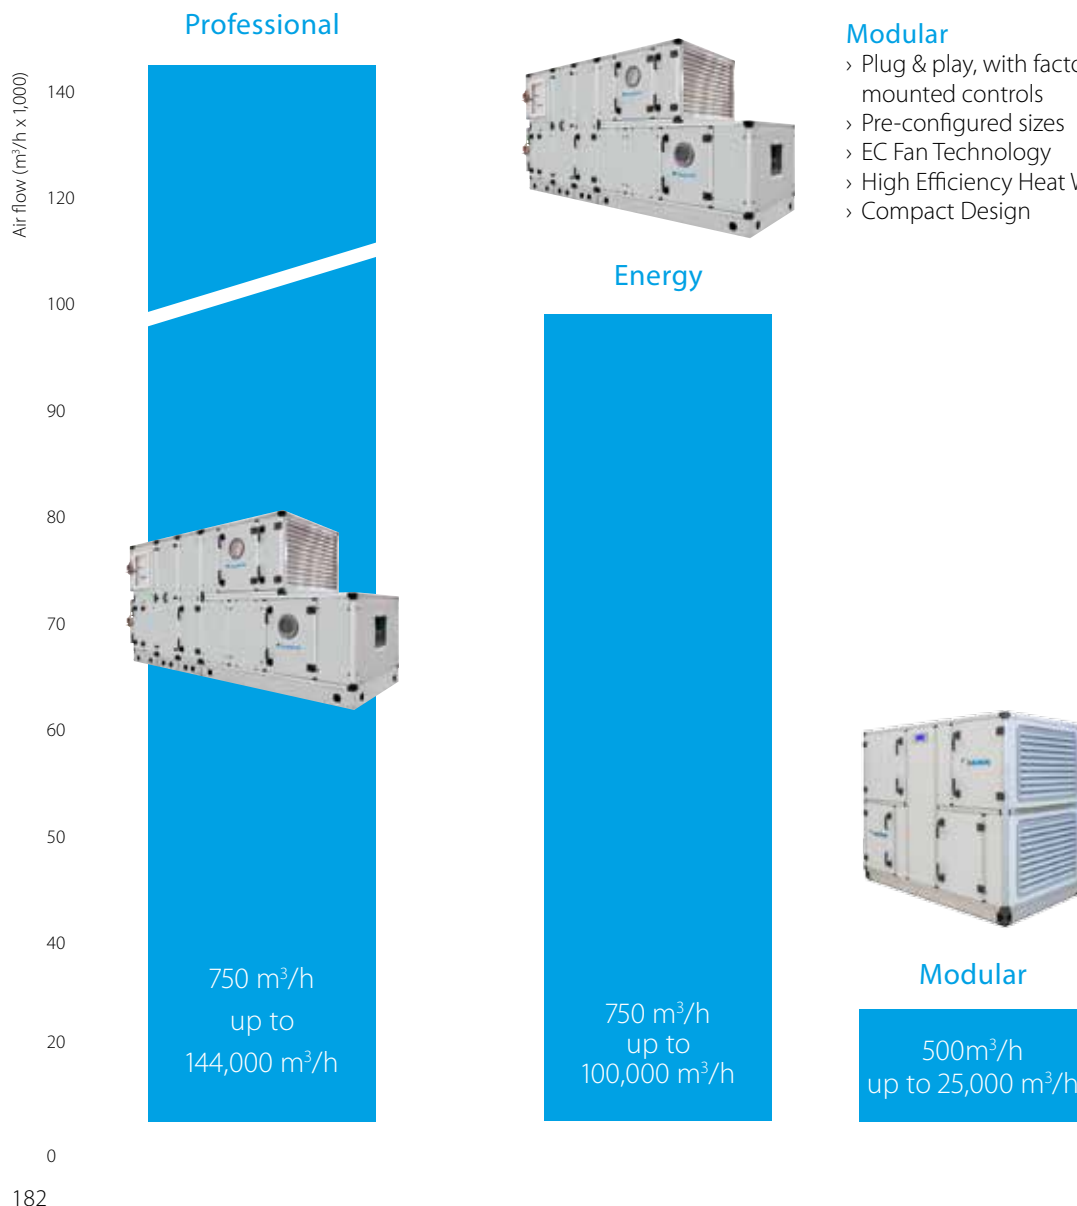 Professional
Modular
› Plug & play, with
mounted controls
› Pre-configured sizes
› EC Fan Technology
› High Efficiency Heat
› Compact Design
Air flow (m³/h x 1,000)
140
120
100
90
80
70
60
50
40
20
0
Energy
Modular
750 m³/h
up to
144,000 m³/h
750 m³/h
up to
100,000 m³/h
500m³/h
up to 25,000 m³/h
182